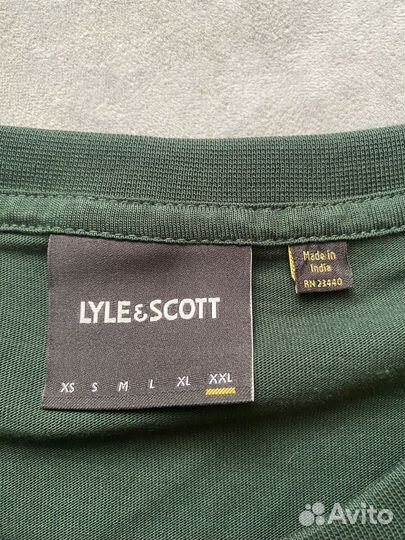 LYLE&SCOTT
XS S M L XL XXL
Made in
India
RN 23440
Avito